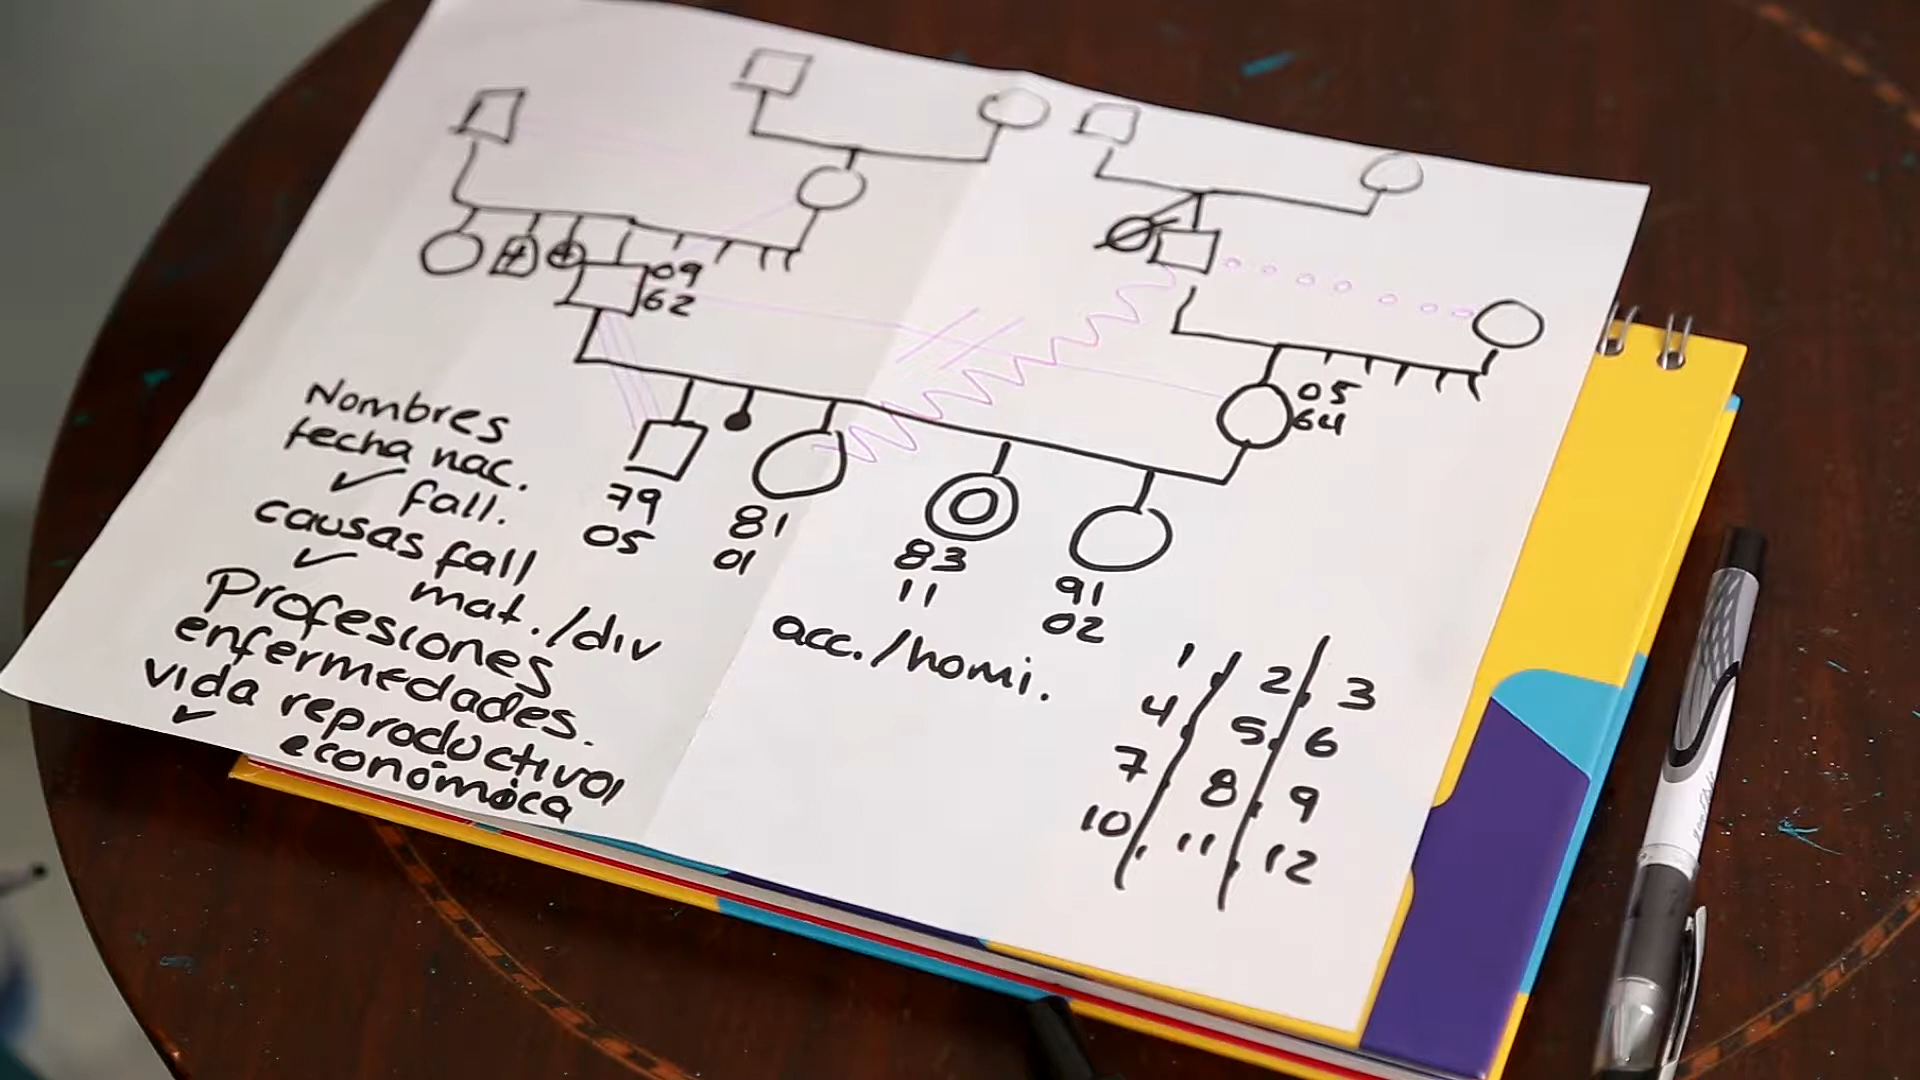 09
62
05
64
79
05
81
01
83
11
91
02
Nombres
fecha nac.
✓ fall.
causas fall
✓ mat./div
Profesiones
enfermedades.
vida reproductiva
✓ económica
acc./homi.
1 2 3
4 5 6
7 8 9
10 11 12